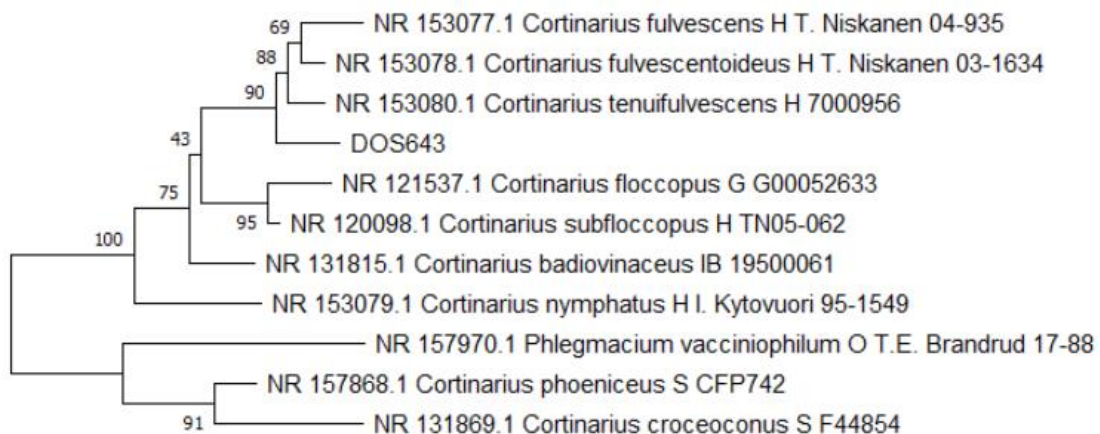 69
NR 153077.1 Cortinarius fulvescens H T. Niskanen 04-935
88
NR 153078.1 Cortinarius fulvescentoideus H T. Niskanen 03-1634
90
NR 153080.1 Cortinarius tenuifulvescens H 7000956
43
DOS643
75
NR 121537.1 Cortinarius floccopus G G00052633
95
NR 120098.1 Cortinarius subfloccopus H TN05-062
100
NR 131815.1 Cortinarius badiovinaceus IB 19500061
NR 153079.1 Cortinarius nymphatus H I. Kytovuori 95-1549
NR 157970.1 Phlegmacium vacciniophilum O T.E. Brandrud 17-88
NR 157868.1 Cortinarius phoeniceus S CFP742
91
NR 131869.1 Cortinarius croceoconus S F44854